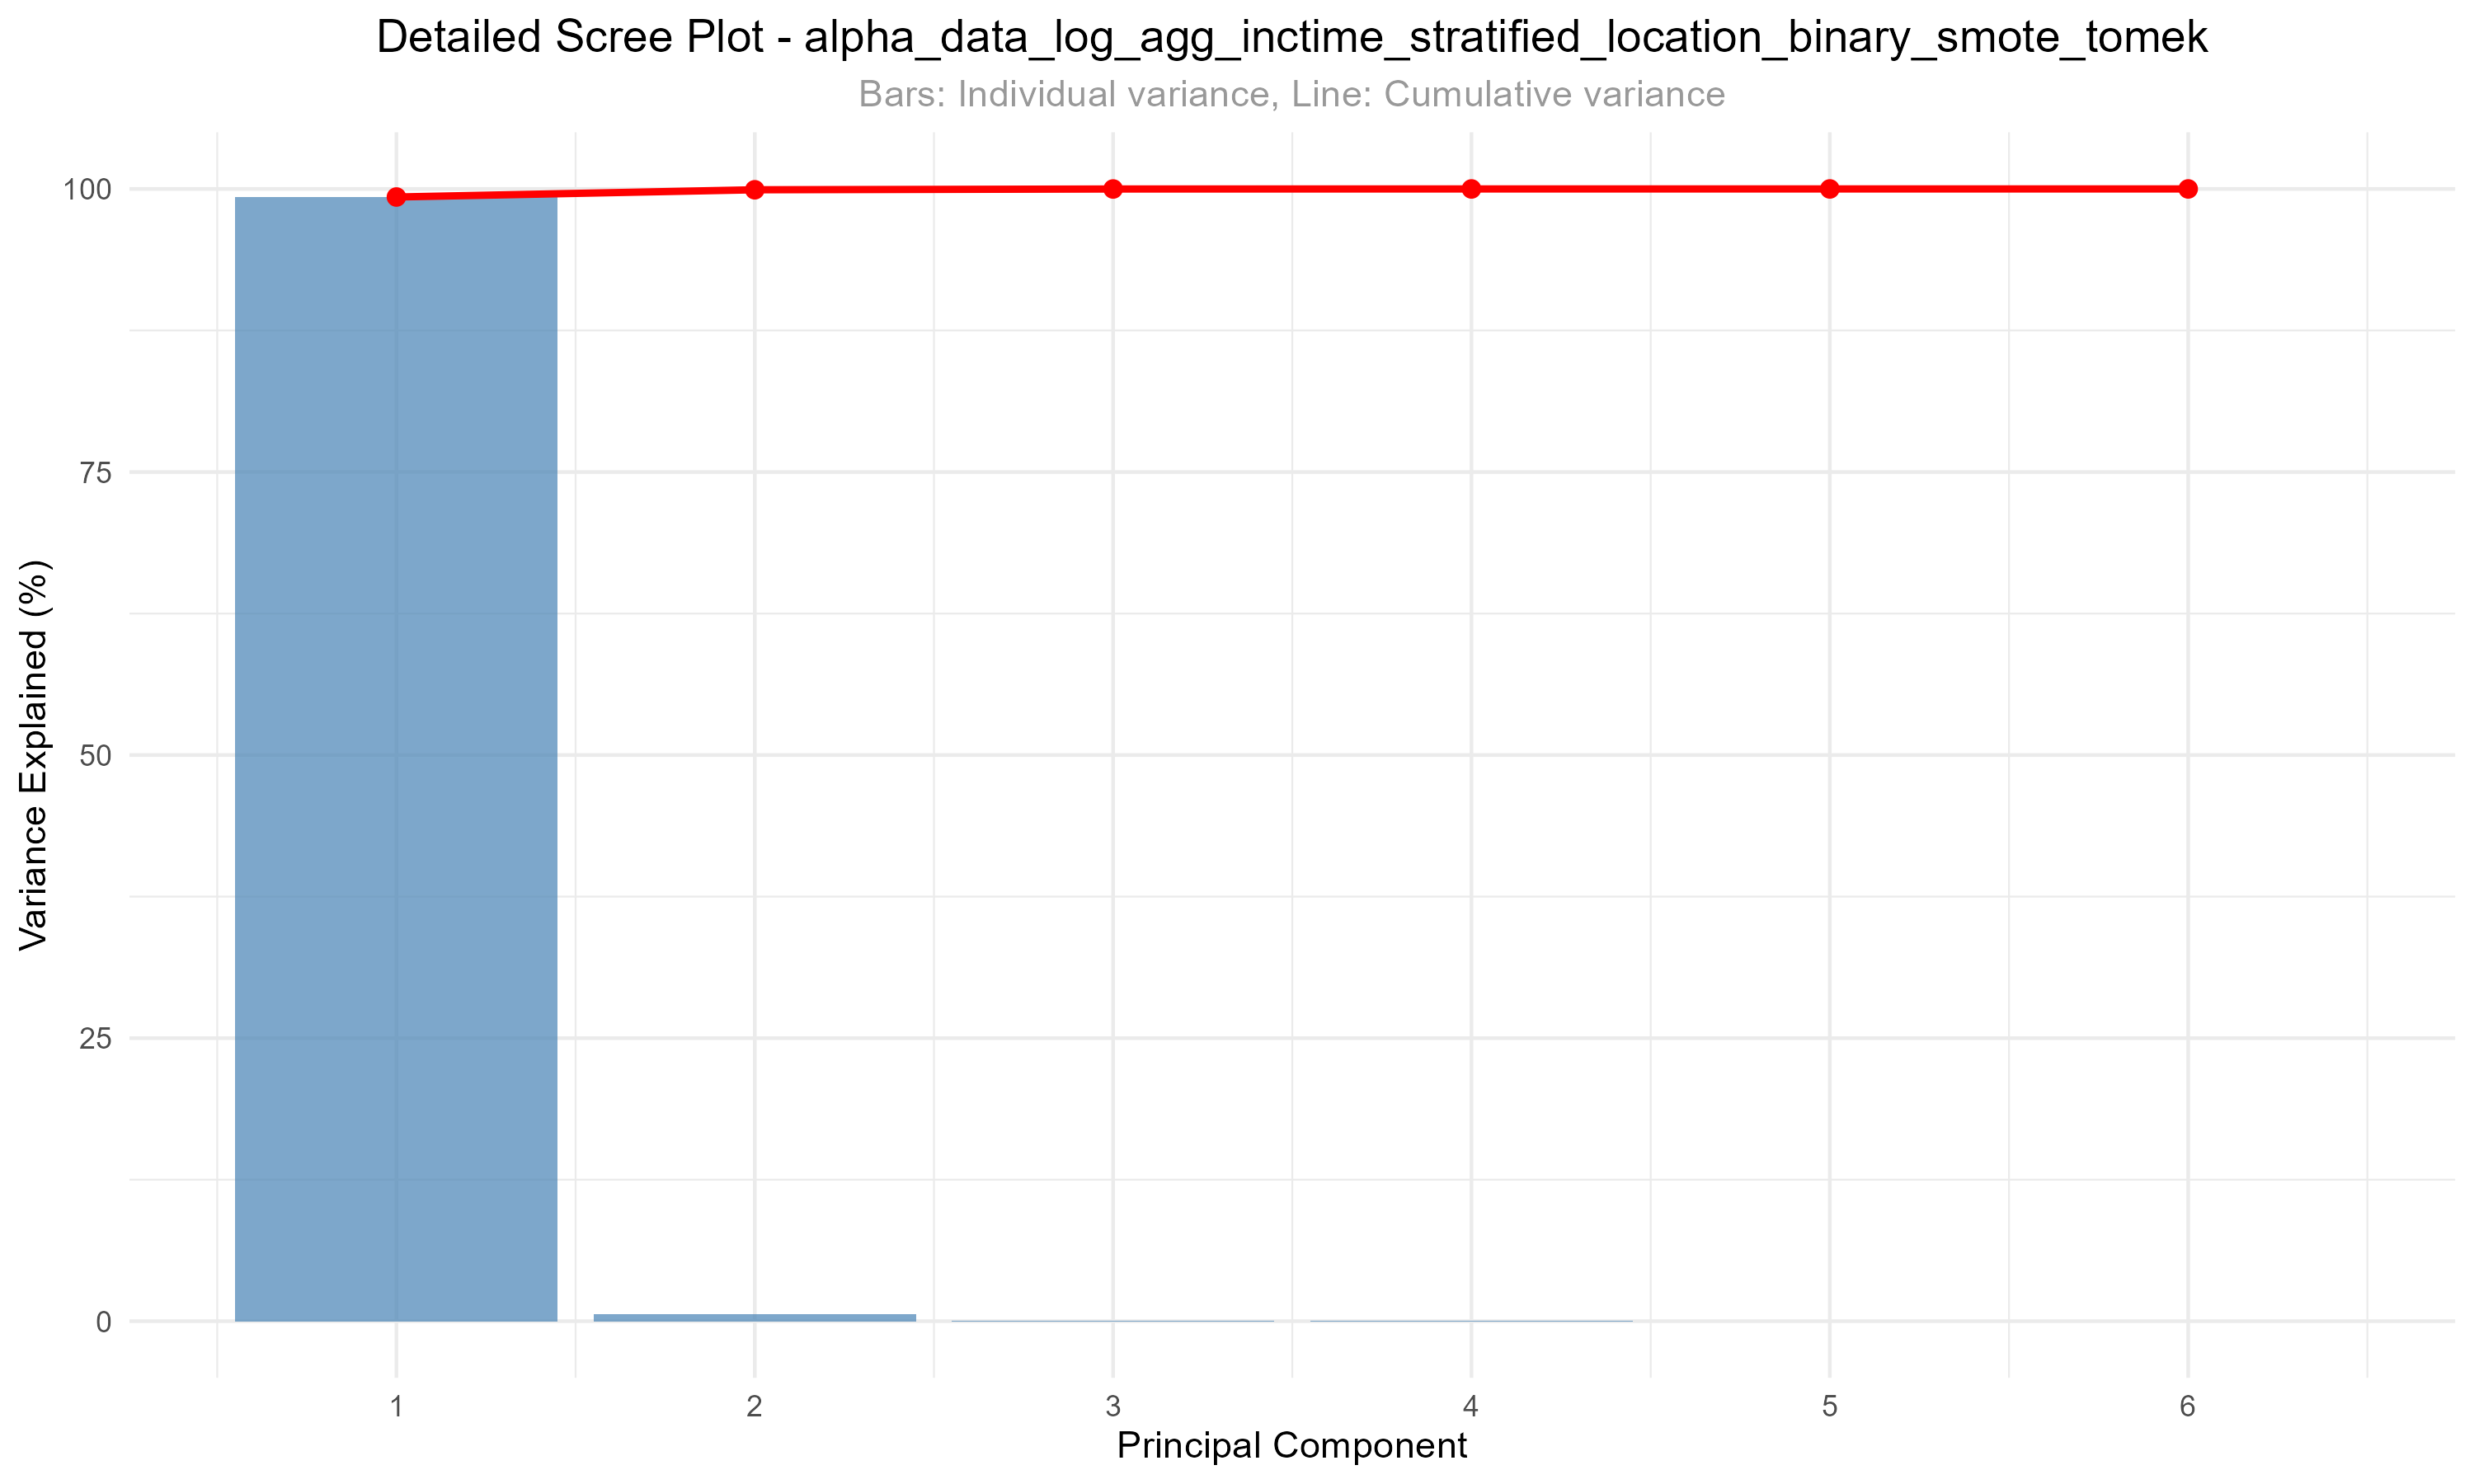 Detailed Scree Plot - alpha_data_log_agg_inctime_stratified_location_binary_smote_tomek
Bars: Individual variance, Line: Cumulative variance
Variance Explained (%)
100
75
50
25
0
1 2 3 4 5 6
Principal Component